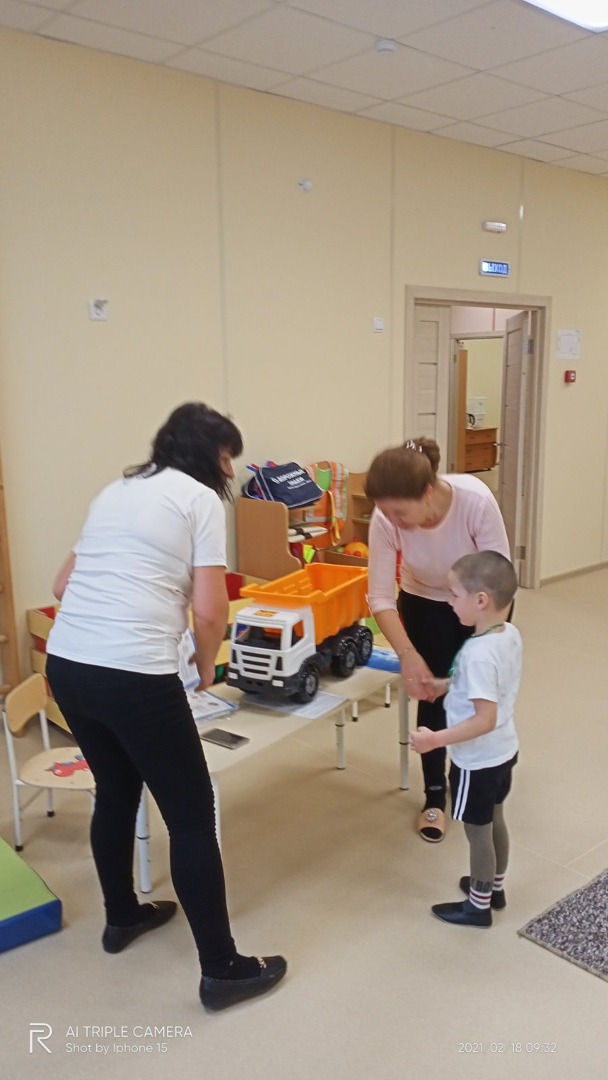 ВЫХОД
AI TRIPLE CAMERA
Shot by Iphone 15
2021.02.18 09:32